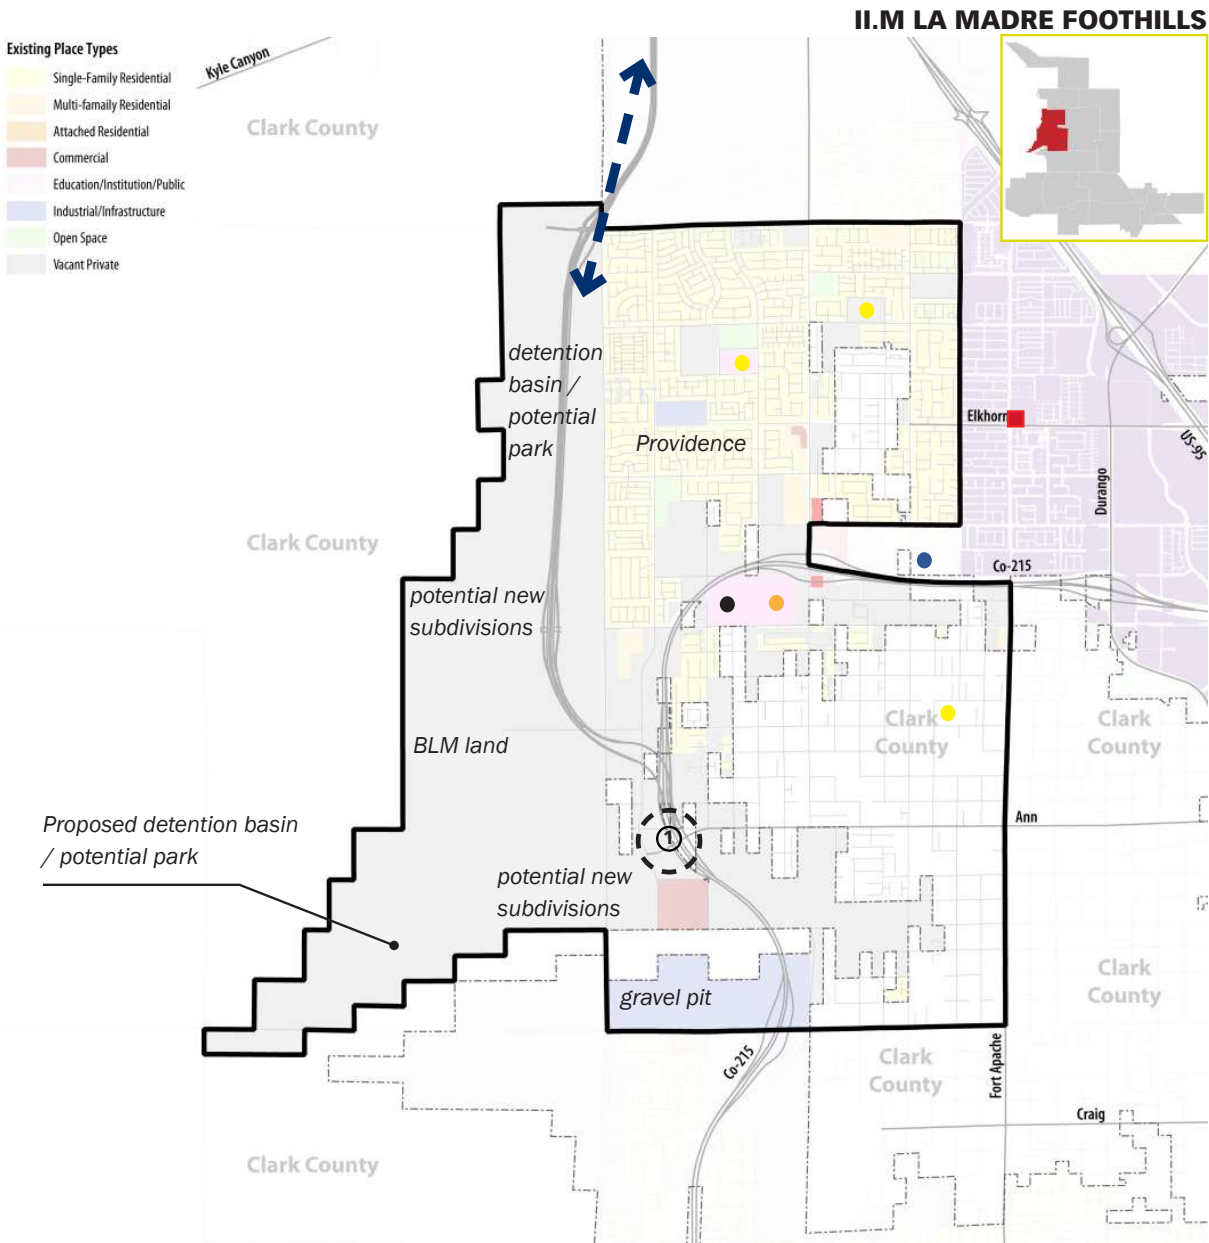 II.M LA MADRE FOOTHILLS
Existing Place Types
Single-Family Residential
Multi-famaily Residential
Attached Residential
Commercial
Education/Institution/Public
Industrial/Infrastructure
Open Space
Vacant Private
Kyle Canyon
Clark County
detention
basin /
potential
park
Providence
Elkhorn
US-95
Durango
Clark County
Co-215
potential new
subdivisions
Clark
County
Clark
County
BLM land
Proposed detention basin
/ potential park
1
Ann
potential new
subdivisions
gravel pit
Clark
County
Co-215
Clark
County
Fort Apache
Craig
Clark County